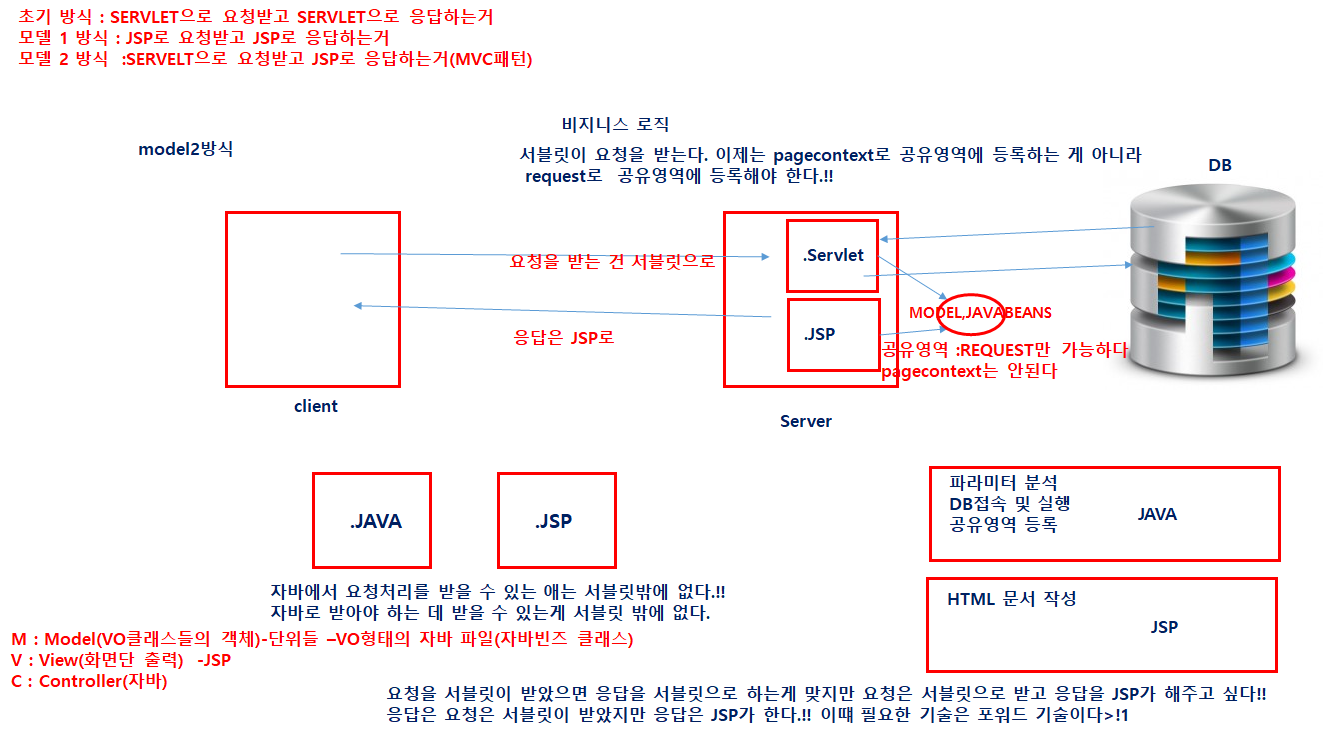 초기 방식 : SERVLET으로 요청받고 SERVLET으로 응답하는거
모델 1 방식 : JSP로 요청받고 JSP로 응답하는거
모델 2 방식 :SERVELT으로 요청받고 JSP로 응답하는거(MVC패턴)
비지니스 로직
model2방식
서블릿이 요청을 받는다. 이제는 pagecontext로 공유영역에 등록하는 게 아니라
request로 공유영역에 등록해야 한다.!!
DB
.Servlet
요청을 받는 건 서블릿으로
MODEL,JAVABEANS
.JSP
응답은 JSP로
공유영역 :REQUEST만 가능하다
pagecontext는 안된다
client
Server
.JAVA
.JSP
파라미터 분석
DB접속 및 실행
공유영역 등록
JAVA
자바에서 요청처리를 받을 수 있는 애는 서블릿밖에 없다.!!
자바로 받아야 하는 데 받을 수 있는게 서블릿 밖에 없다.
HTML 문서 작성
JSP
M : Model(VO클래스들의 객체)-단위들 –VO형태의 자바 파일(자바빈즈 클래스)
V : View(화면단 출력) -JSP
C : Controller(자바)
요청을 서블릿이 받았으면 응답을 서블릿으로 하는게 맞지만 요청은 서블릿으로 받고 응답을 JSP가 해주고 싶다!!
응답은 요청은 서블릿이 받았지만 응답은 JSP가 한다.!! 이떄 필요한 기술은 포워드 기술이다>!1